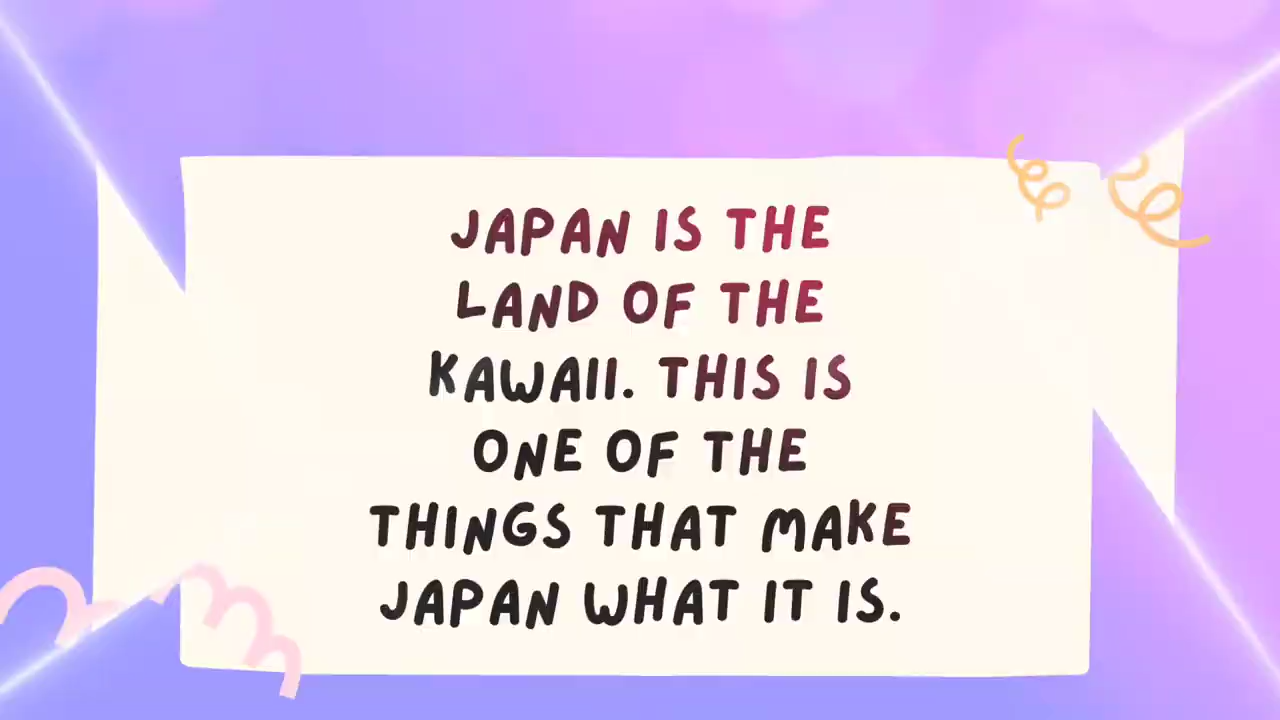 JAPAN IS THE
LAND OF THE
KAWAII. THIS IS
ONE OF THE
THINGS THAT MAKE
JAPAN WHAT IT IS.